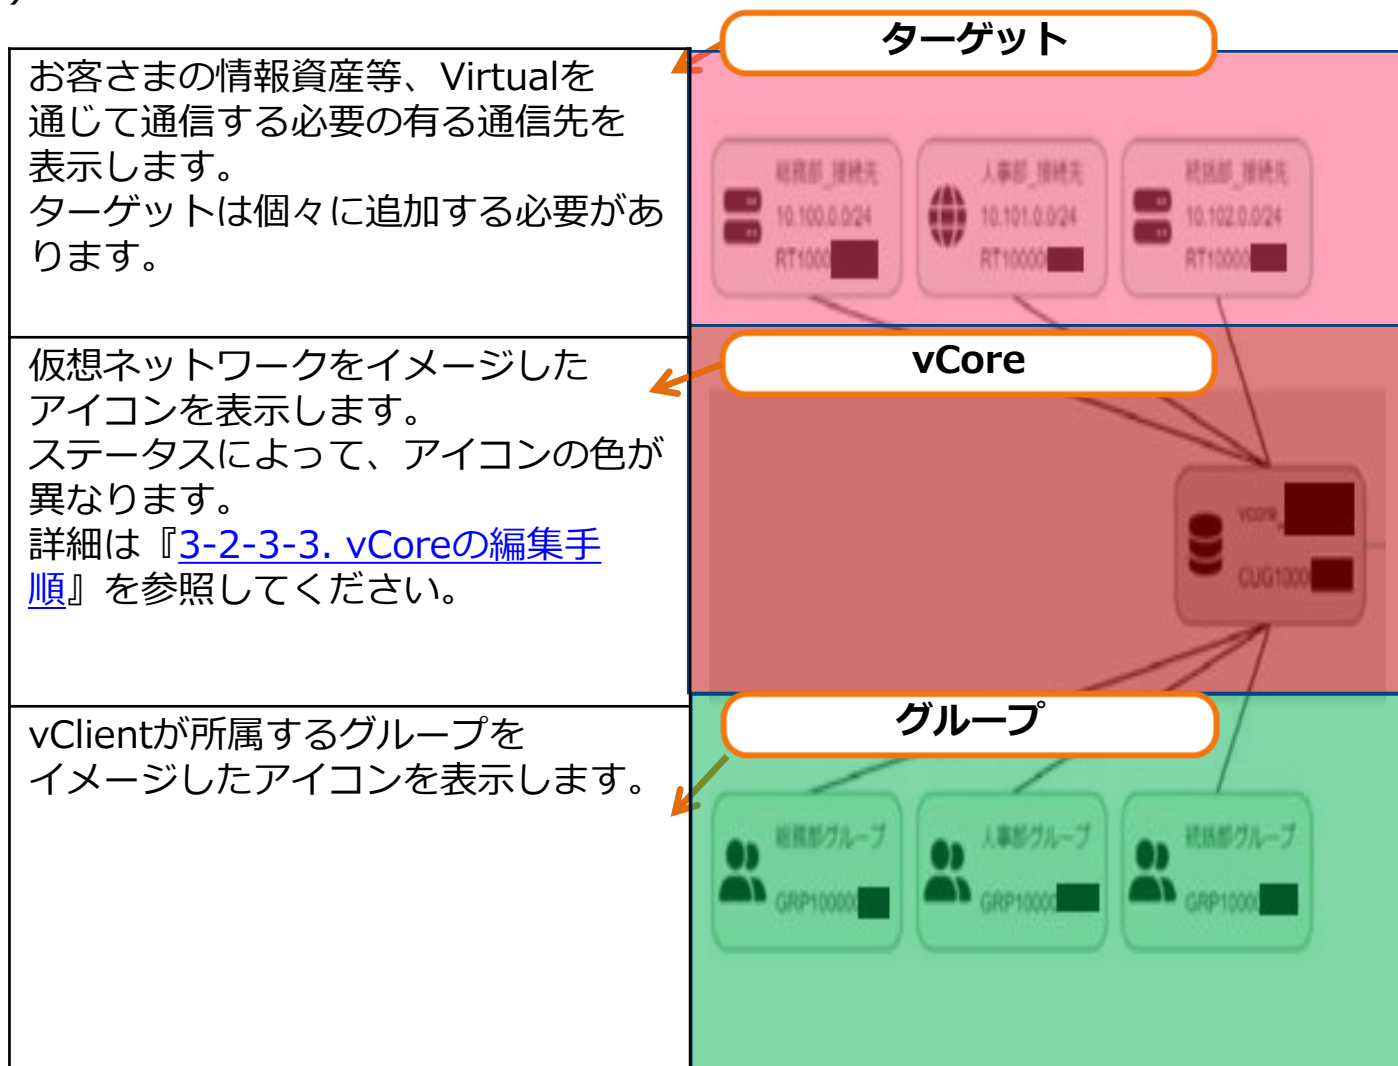 ターゲット
お客さまの情報資産等、Virtualを
通じて通信する必要の有る通信先を
表示します。
ターゲットは個々に追加する必要があ
ります。
総務部_接続先
10.100.0.0/24
RT1000
人事部_接続先
10.101.0.0/24
RT10000
統括部_接続先
10.102.0.0/24
RT10000
vCore
仮想ネットワークをイメージした
アイコンを表示します。
ステータスによって、アイコンの色が
異なります。
詳細は『3-2-3-3. vCoreの編集手
順』を参照してください。
vcore_
CUG1000
グループ
vClientが所属するグループを
イメージしたアイコンを表示します。
総務部グループ
GRP100000
人事部グループ
GRP1000
統括部グループ
GRP1000